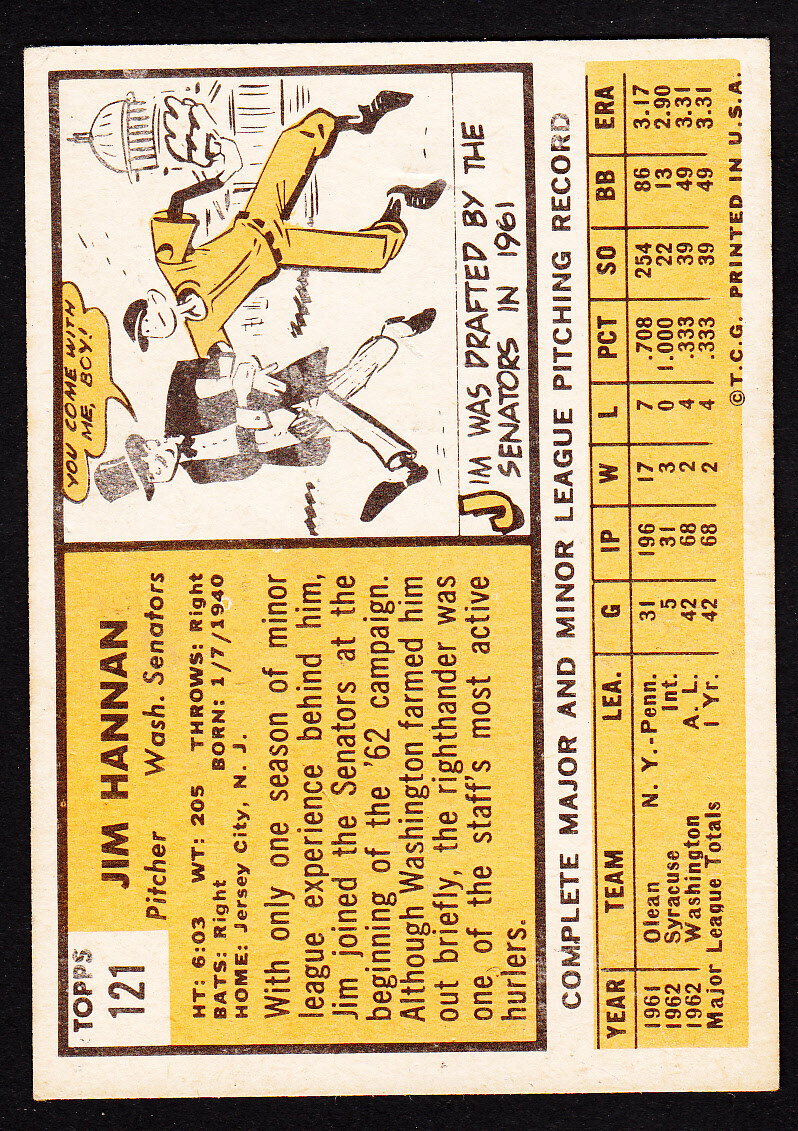 TOPPS
121
JIM HANNAN
Pitcher Wash. Senators
HT: 6:03 WT: 205 THROWS: Right
BATS: Right BORN: 1/7/1940
HOME: Jersey City, N. J.
With only one season of minor
league experience behind him,
Jim joined the Senators at the
beginning of the '62 campaign.
Although Washington farmed him
out briefly, the righthander was
one of the staff's most active
hurlers.
YOU COME WITH
ME, BOY!
JIM WAS DRAFTED BY THE
SENATORS IN 1961
COMPLETE MAJOR AND MINOR LEAGUE PITCHING RECORD
YEAR TEAM LEA. G IP W L PCT SO BB ERA
1961 Olean N. Y.-Penn. 31 196 17 7 .708 254 86 3.17
1962 Syracuse Int. 5 31 3 0 1.000 22 13 2.90
1962 Washington A. L. 42 68 2 4 .333 39 49 3.31
Major League Totals 1 Yr. 42 68 2 4 .333 39 49 3.31
©T.C.G. PRINTED IN U.S.A.